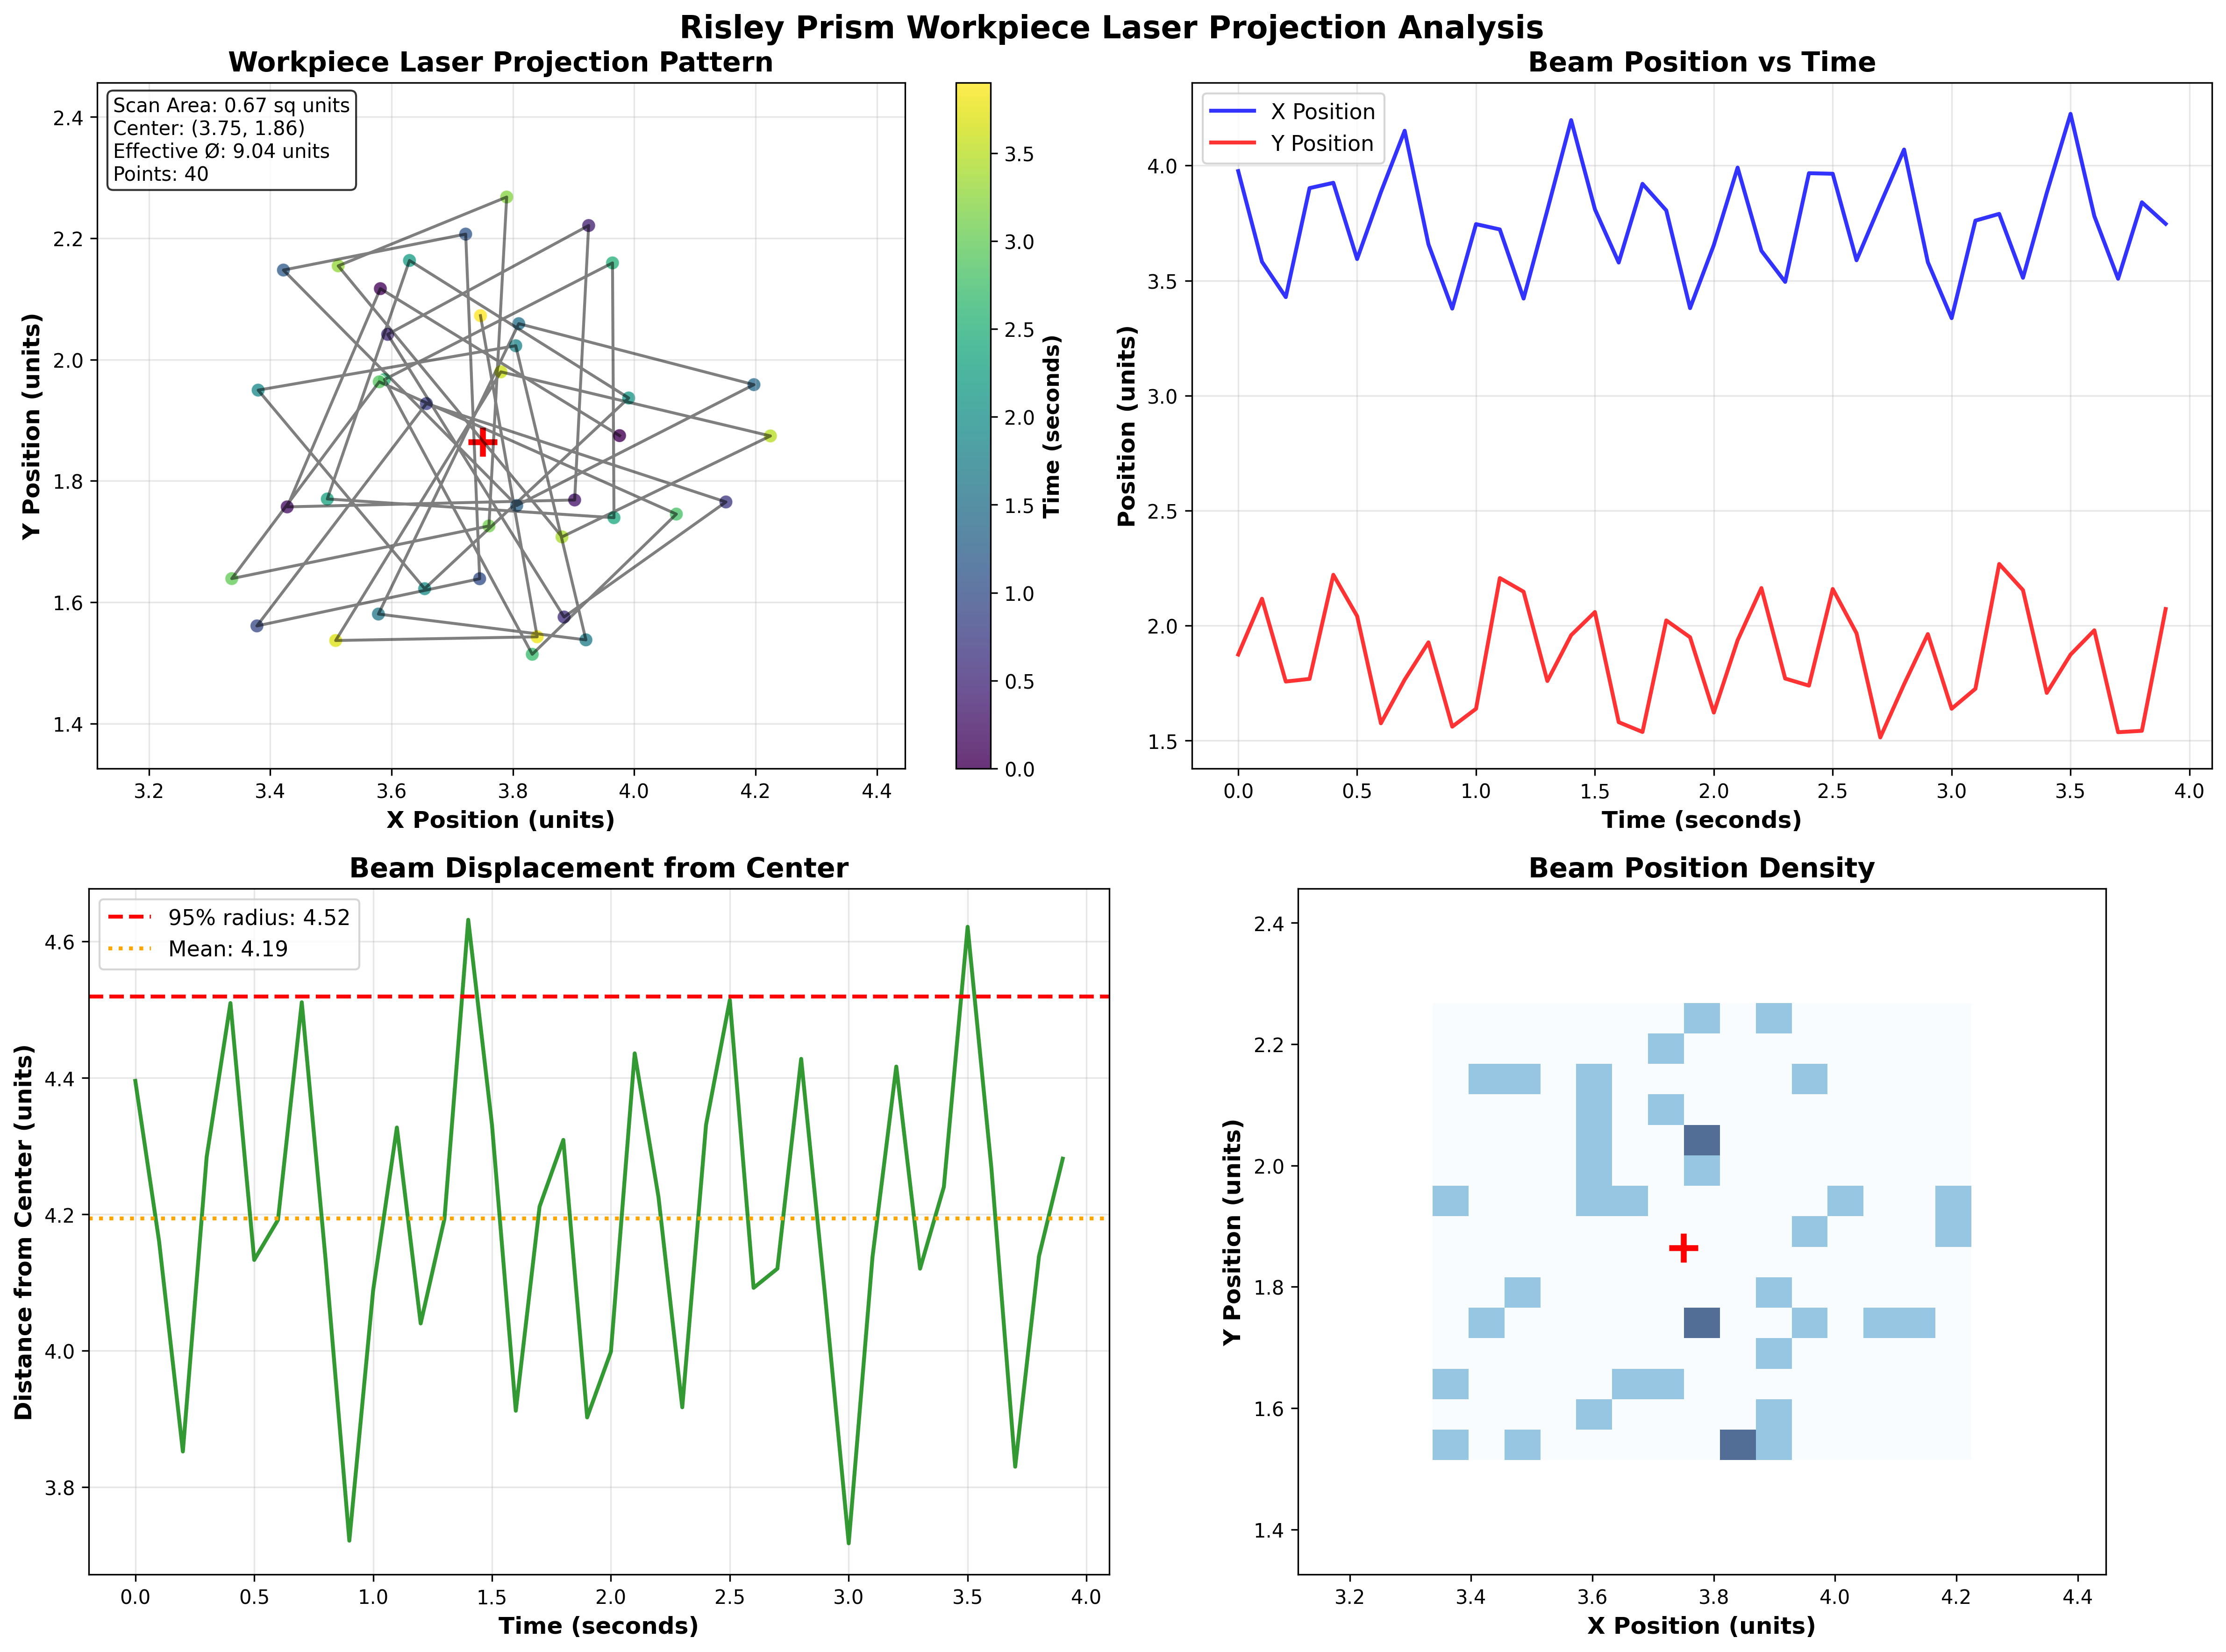 Risley Prism Workpiece Laser Projection Analysis
Workpiece Laser Projection Pattern
Scan Area: 0.67 sq units
Center: (3.75, 1.86)
Effective Ø: 9.04 units
Points: 40
Y Position (units)
2.4
2.2
2.0
1.8
1.6
1.4
3.2 3.4 3.6 3.8 4.0 4.2 4.4
X Position (units)
3.5
3.0
2.5
2.0
1.5
1.0
0.5
0.0
Time (seconds)
Beam Position vs Time
X Position
Y Position
Position (units)
4.0
3.5
3.0
2.5
2.0
1.5
0.0 0.5 1.0 1.5 2.0 2.5 3.0 3.5 4.0
Time (seconds)
Beam Displacement from Center
95% radius: 4.52
Mean: 4.19
Distance from Center (units)
4.6
4.4
4.2
4.0
3.8
0.0 0.5 1.0 1.5 2.0 2.5 3.0 3.5 4.0
Time (seconds)
Beam Position Density
Y Position (units)
2.4
2.2
2.0
1.8
1.6
1.4
3.2 3.4 3.6 3.8 4.0 4.2 4.4
X Position (units)